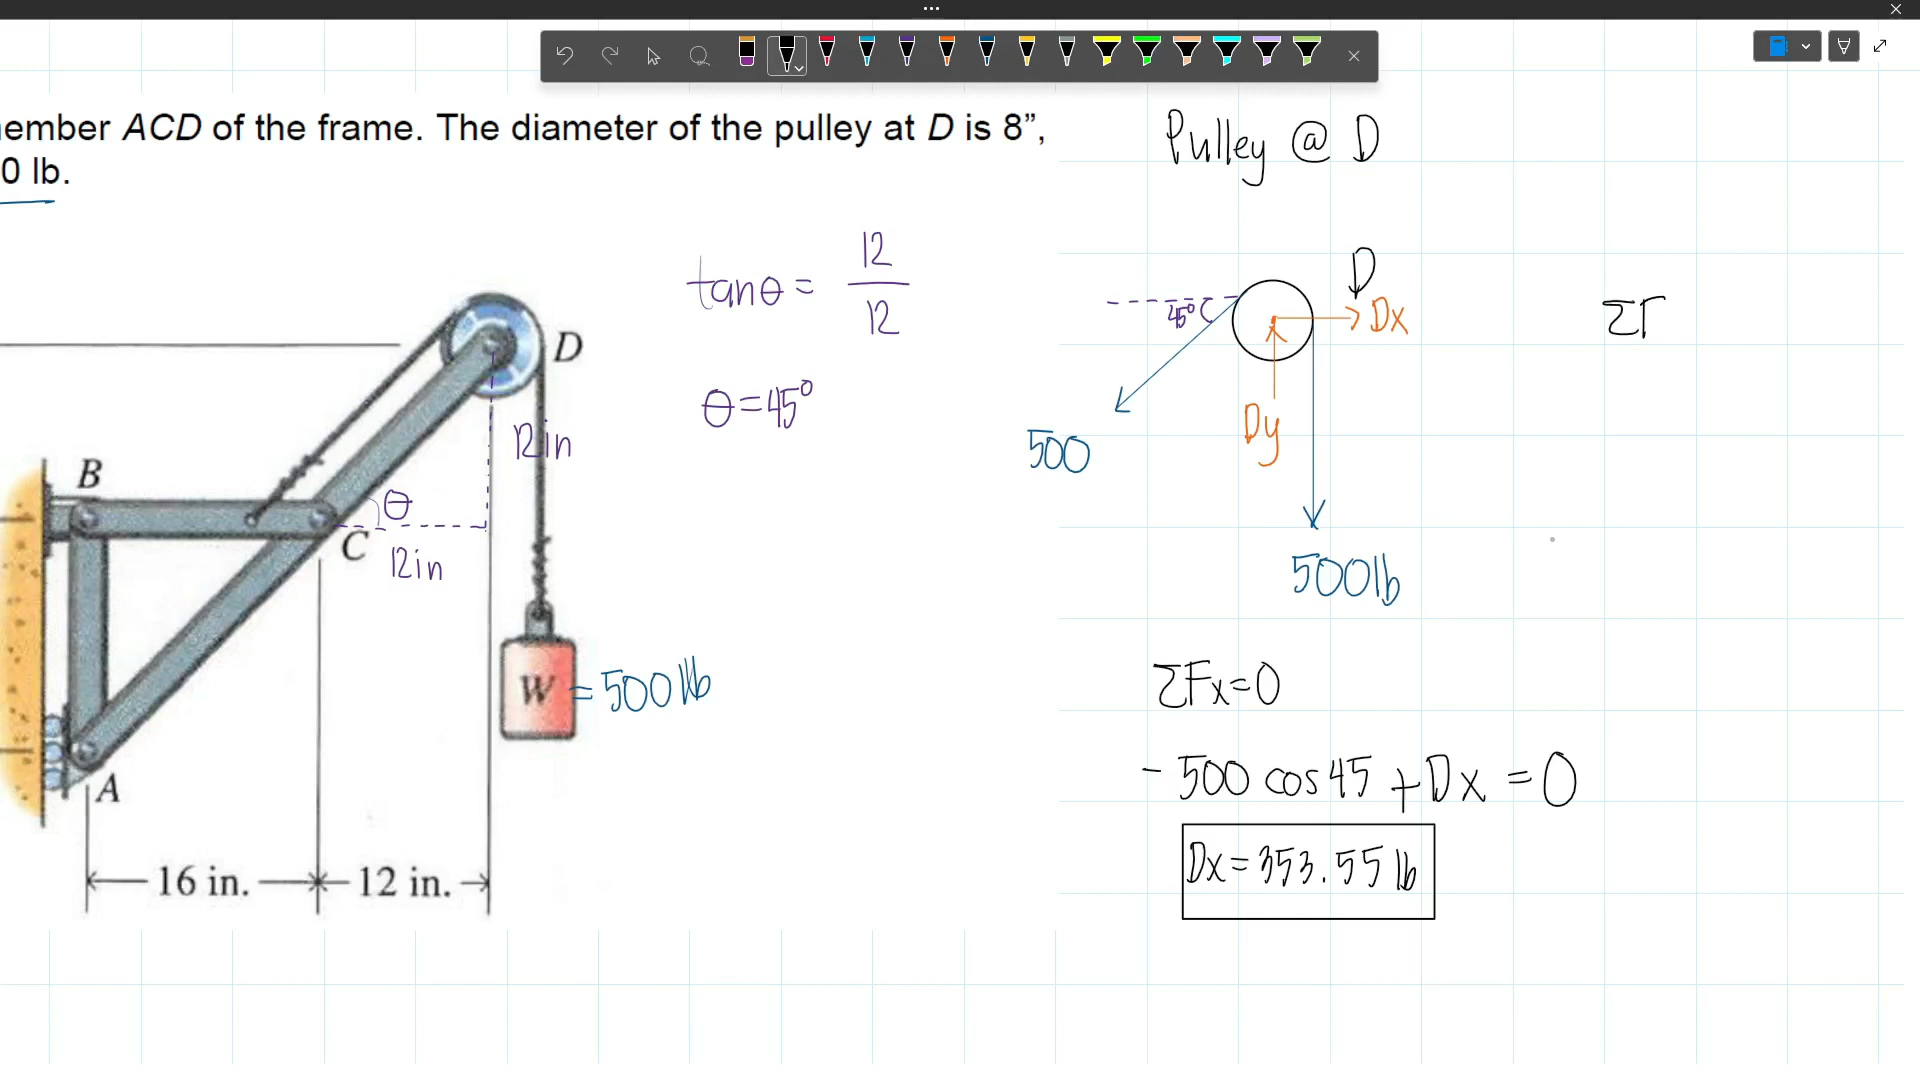 ember ACD of the frame. The diameter of the pulley at D is 8”,
0 lb.
Pulley @ D
tanθ = 12/12
θ=45°
D
B
C
A
θ
12in
12in
W = 500lb
16 in.
12 in.
D
Dx
45°
Dy
500
500lb
ΣF
ΣFx=0
- 500 cos45 + Dx = 0
Dx = 353.55 lb